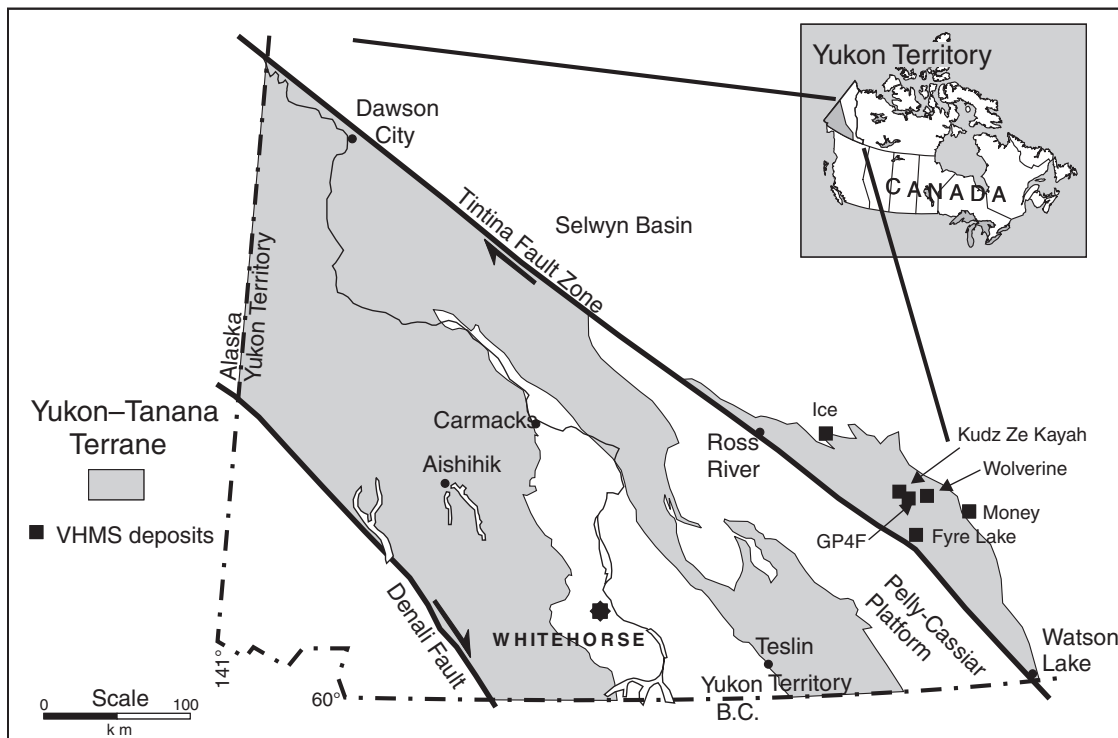 Yukon Territory
CANADA
Dawson
City
Tintina Fault Zone
Selwyn Basin
Alaska
Yukon Territory
Yukon–Tanana
Terrane
VHMS deposits
Carmacks
Aishihik
Ross
River
Ice
Kudz Ze Kayah
Wolverine
Money
GP4F
Fyre Lake
Denali Fault
WHITEHORSE
Teslin
Pelly-Cassiar
Platform
Watson
Lake
Yukon Territory
B.C.
141°
60°
Scale
0 100
km